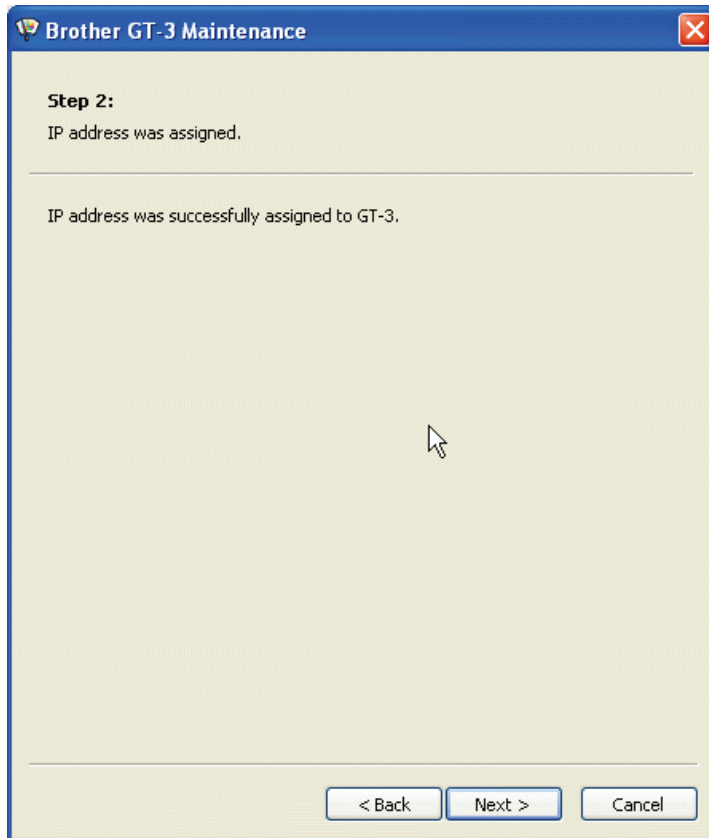 Brother GT-3 Maintenance
Step 2:
IP address was assigned.
IP address was successfully assigned to GT-3.
< Back Next > Cancel